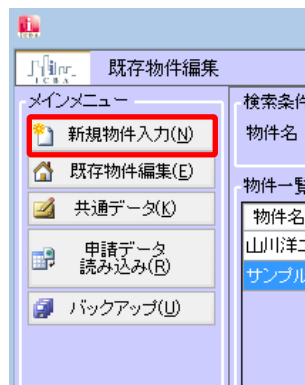 ICBA
ICBA 既存物件編集
メインメニュー
新規物件入力(N)
既存物件編集(E)
共通データ(K)
申請データ
読み込み(R)
バックアップ(U)
検索条件
物件名
物件一覧
物件名
山川洋
サンプル